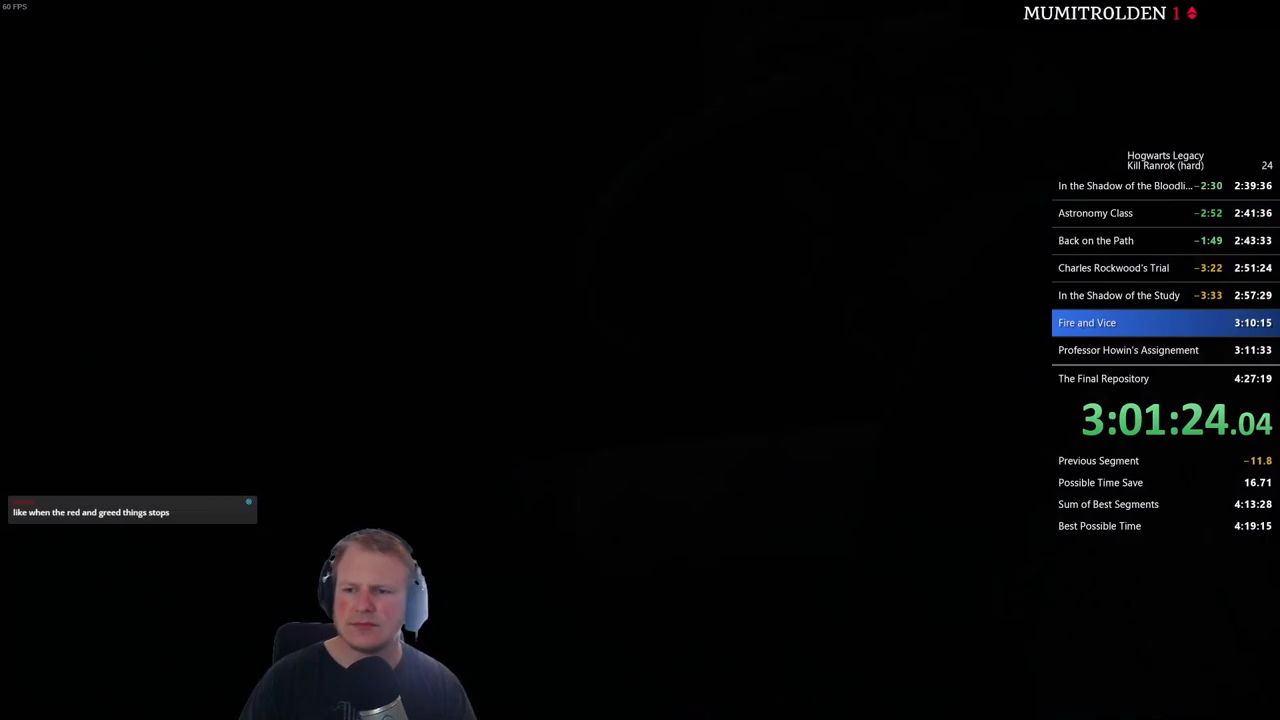 60 FPS
MUMITROLDEN 1
Hogwarts Legacy
Kill Ranrok (hard) 24
In the Shadow of the Bloodli... −2:30 2:39:36
Astronomy Class −2:52 2:41:36
Back on the Path −1:49 2:43:33
Charles Rockwood's Trial −3:22 2:51:24
In the Shadow of the Study −3:33 2:57:29
Fire and Vice 3:10:15
Professor Howin's Assignement 3:11:33
The Final Repository 4:27:19
3:01:24.04
Previous Segment −11.8
Possible Time Save 16.71
Sum of Best Segments 4:13:28
Best Possible Time 4:19:15
like when the red and greed things stops